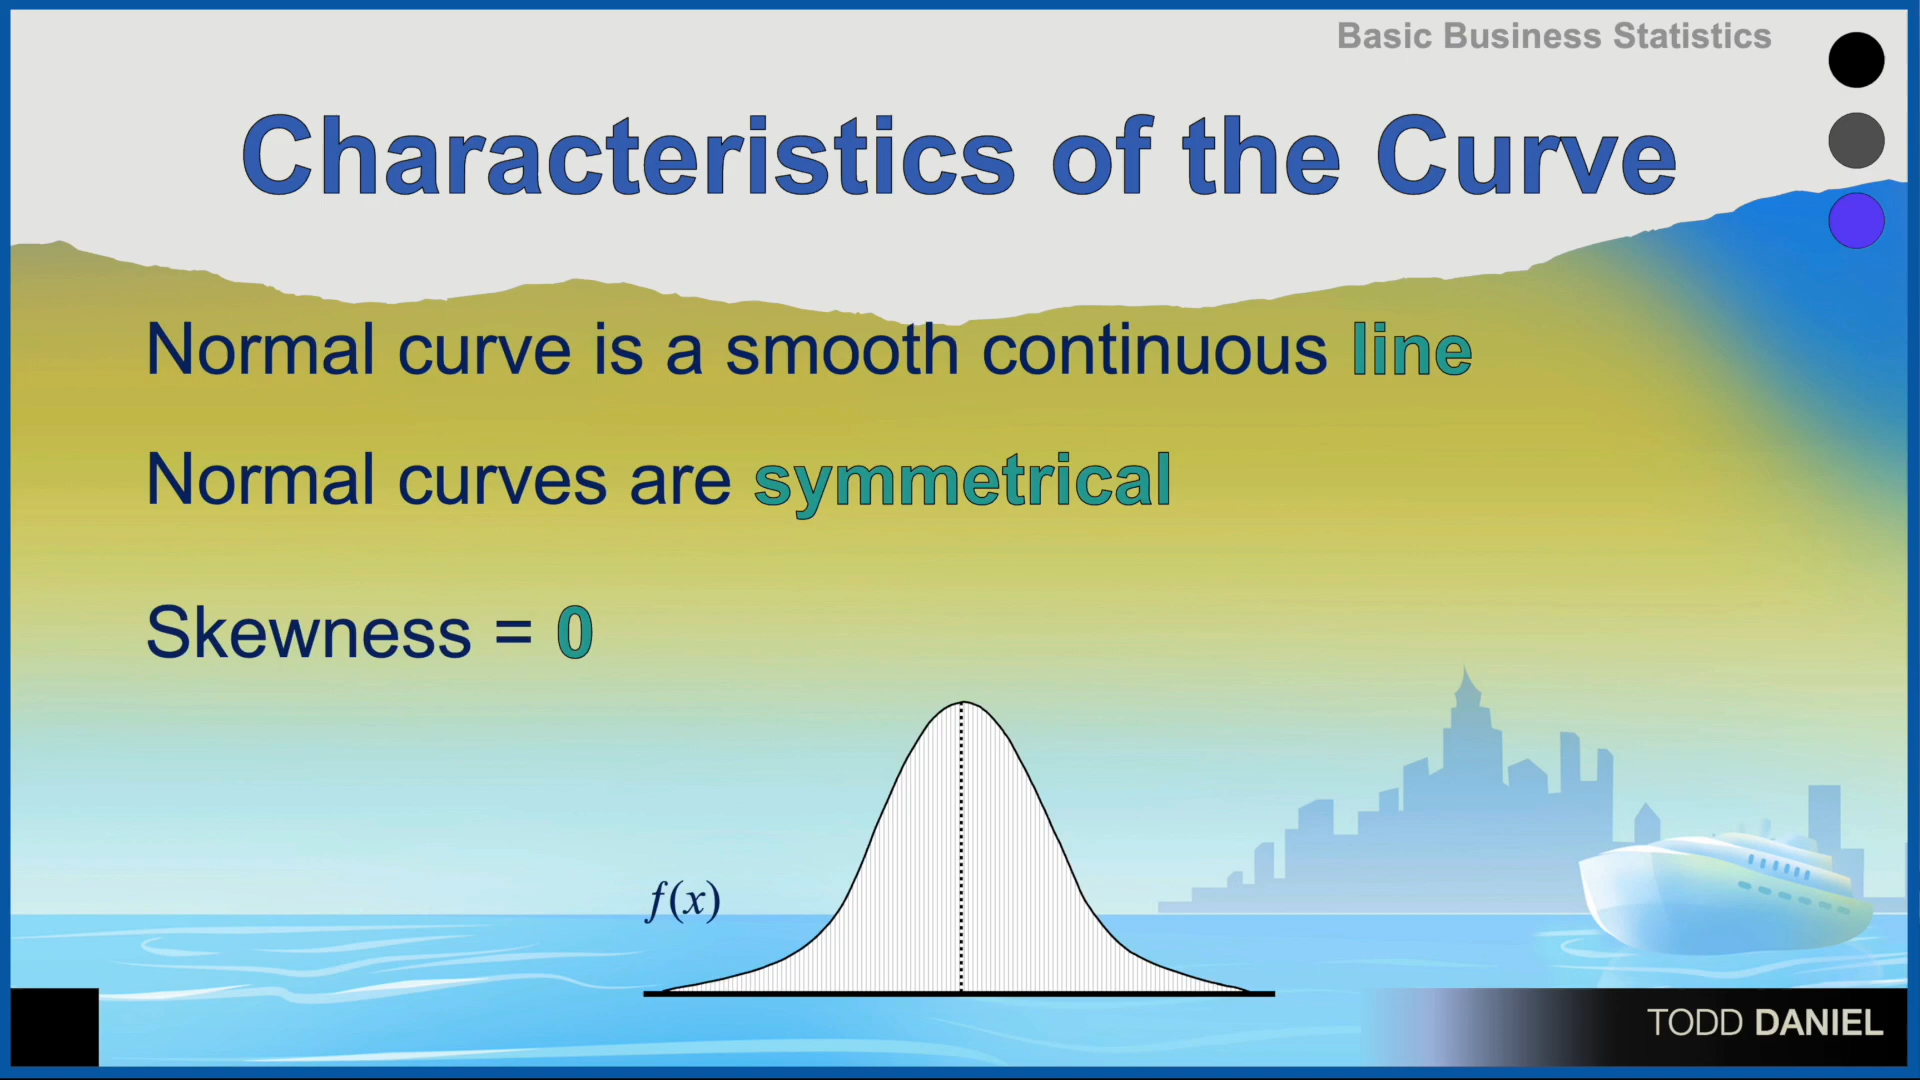 Basic Business Statistics
Characteristics of the Curve
Normal curve is a smooth continuous line
Normal curves are symmetrical
Skewness = 0
f(x)
TODD DANIEL